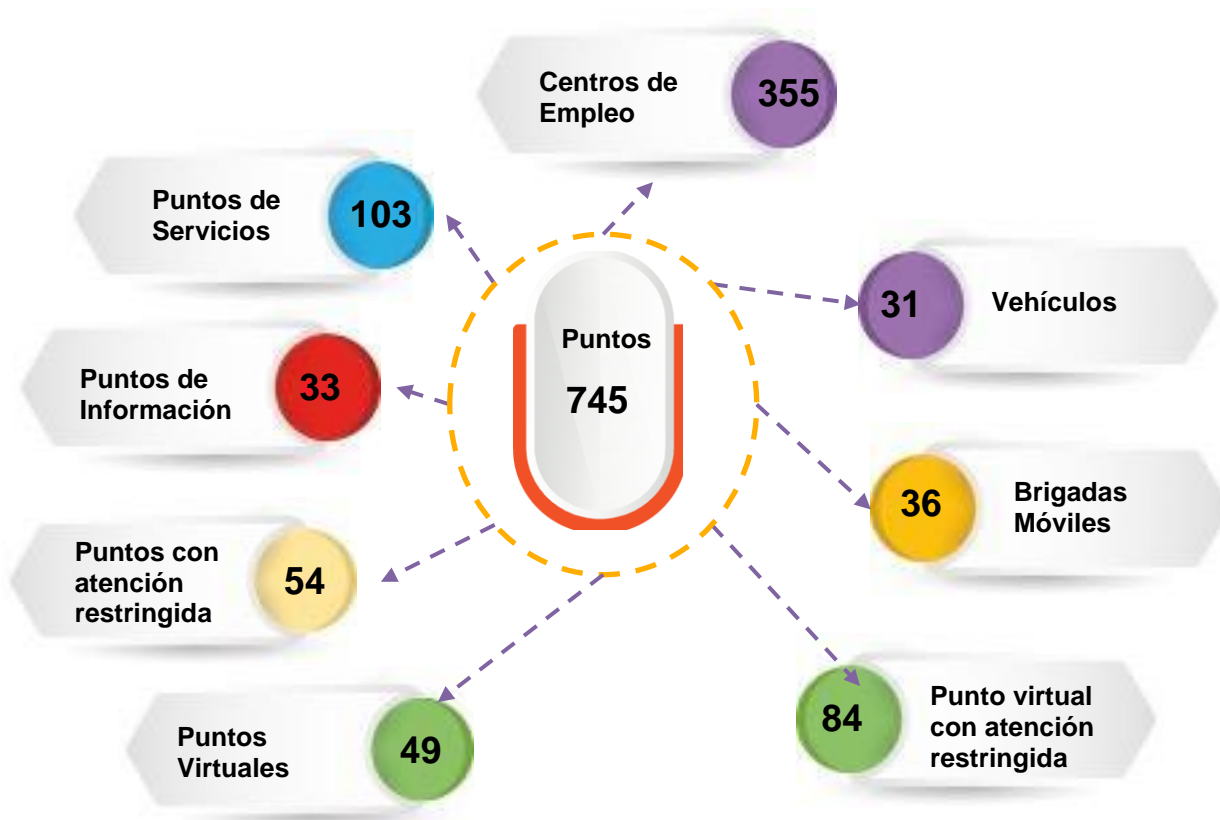 Centros de
Empleo
355
Puntos de
Servicios
103
Vehículos
31
Puntos
745
Puntos de
Información
33
Brigadas
Móviles
36
Puntos con
atención
restringida
54
Punto virtual
con atención
restringida
84
Puntos
Virtuales
49